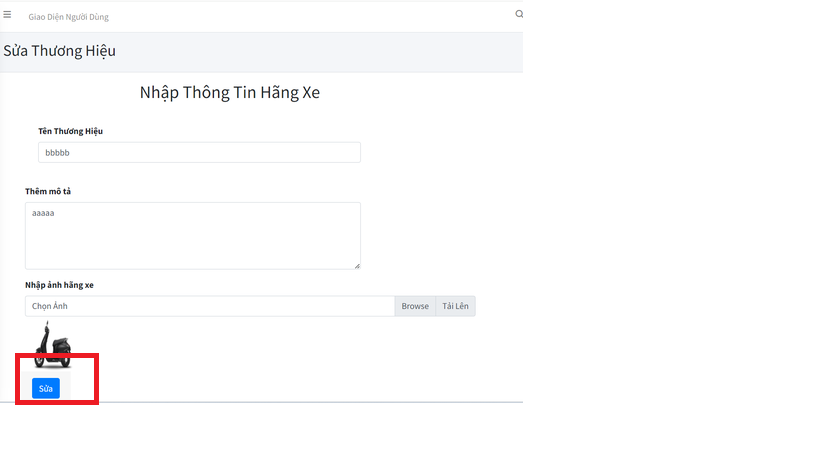 Giao Diện Người Dùng
Sửa Thương Hiệu
Nhập Thông Tin Hãng Xe
Tên Thương Hiệu
bbbbb
Thêm mô tả
aaaaa
Nhập ảnh hãng xe
Chọn Ảnh Browse Tải Lên
Sửa